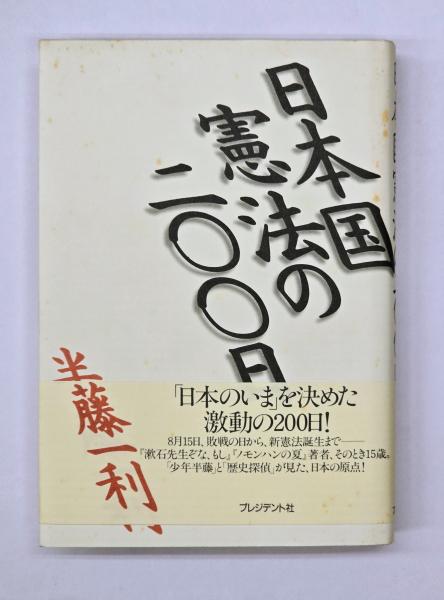 日本国
憲法の
二〇〇日
半藤一利
「日本のいま」を決めた
激動の200日!
8月15日、敗戦の日から、新憲法誕生まで――
『漱石先生ぞな、もし』『ノモンハンの夏』著者、そのとき15歳。
「少年半藤」と「歴史探偵」が見た、日本の原点!
プレジデント社